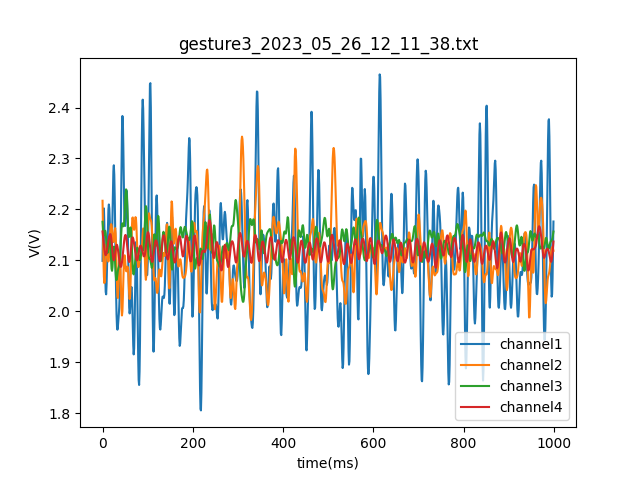 gesture3_2023_05_26_12_11_38.txt
V(V)
2.4
2.3
2.2
2.1
2.0
1.9
1.8
channel1
channel2
channel3
channel4
0 200 400 600 800 1000
time(ms)